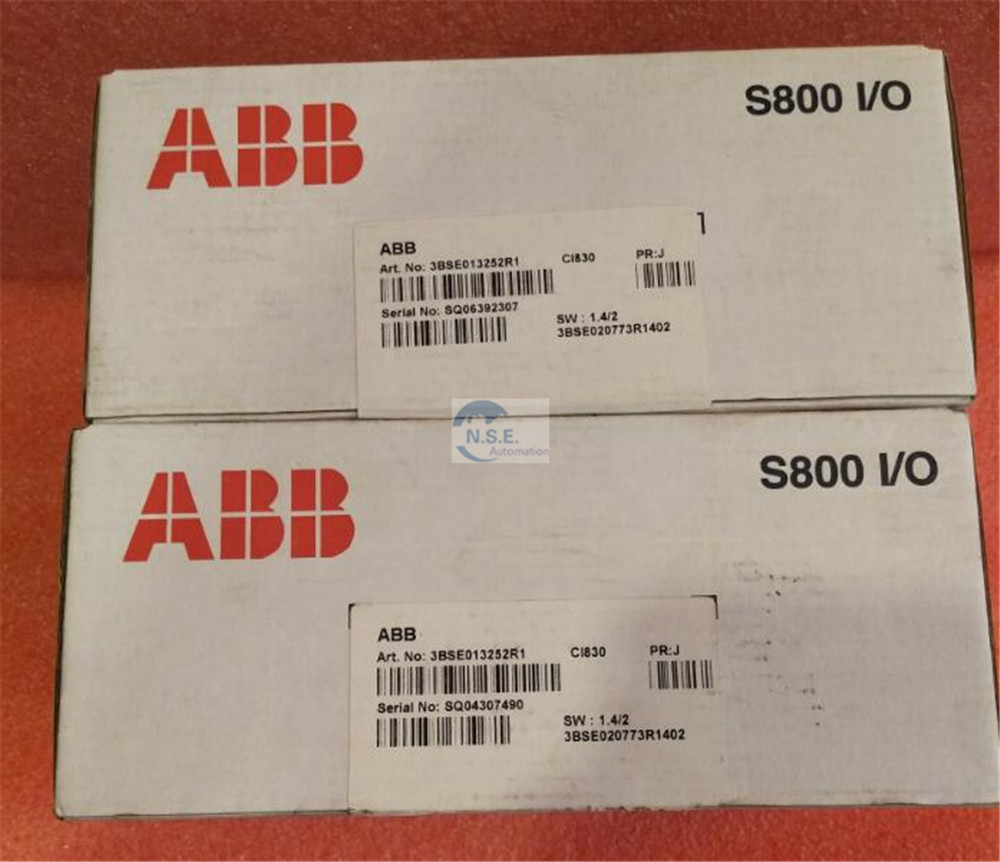 ABB
S800 I/O
ABB
Art. No: 3BSE013252R1
CI830
PR:J
Serial No: SQ06392307
SW : 1.4/2
3BSE020773R1402
N.S.E.
Automation
ABB
S800 I/O
ABB
Art. No: 3BSE013252R1
CI830
PR:J
Serial No: SQ04307490
SW : 1.4/2
3BSE020773R1402